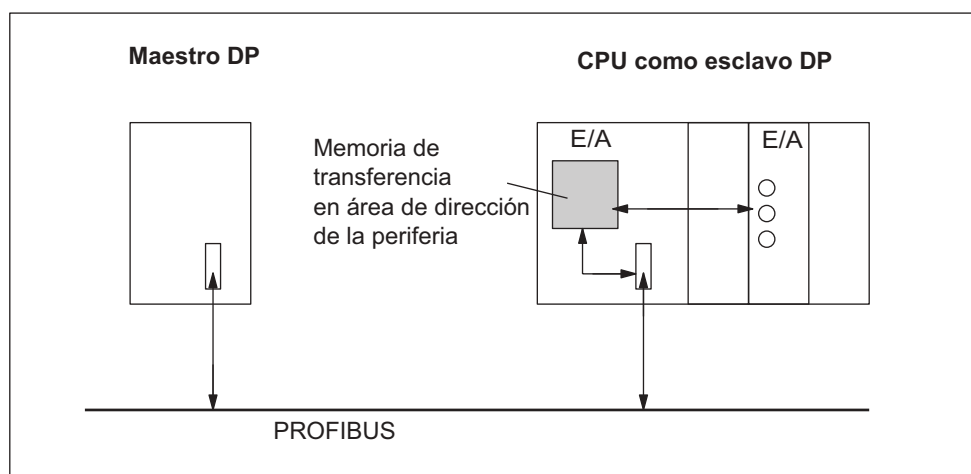 Maestro DP
CPU como esclavo DP
E/A
E/A
Memoria de
transferencia
en área de dirección
de la periferia
PROFIBUS